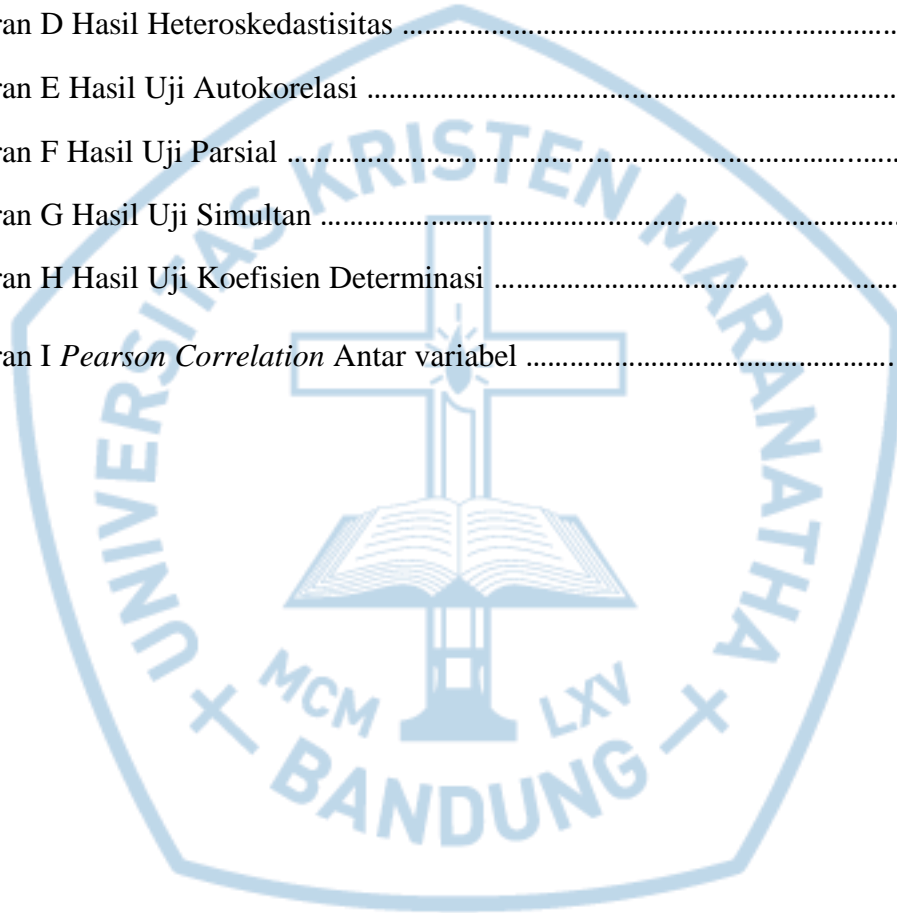 ran D Hasil Heteroskedastisitas ........................................................................
ran E Hasil Uji Autokorelasi ..............................................................................
ran F Hasil Uji Parsial ........................................................................................
ran G Hasil Uji Simultan ....................................................................................
ran H Hasil Uji Koefisien Determinasi ...........................................................
ran I Pearson Correlation Antar variabel ......................................................
UNIVERSITAS KRISTEN MARANATHA
MCM LXV
BANDUNG